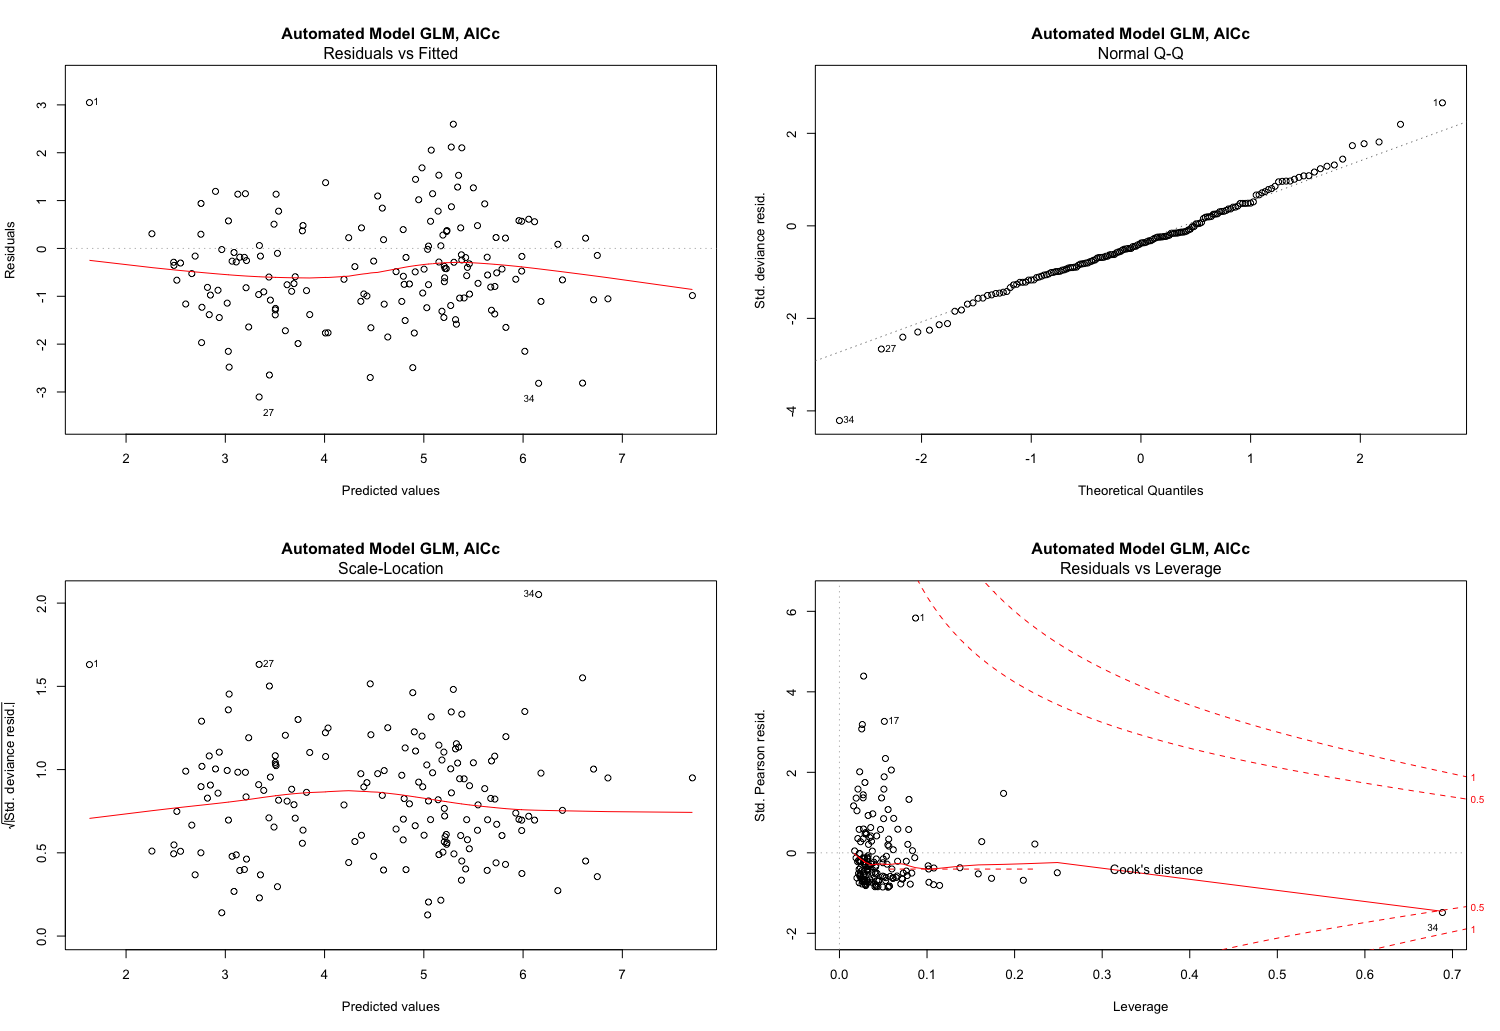 Automated Model GLM, AICc
Residuals vs Fitted
Residuals
3
2
1
0
-1
-2
-3
1
27
34
2 3 4 5 6 7
Predicted values
Automated Model GLM, AICc
Normal Q-Q
Std. deviance resid.
2
0
-2
-4
1
27
34
-2 -1 0 1 2
Theoretical Quantiles
Automated Model GLM, AICc
Scale-Location
√|Std. deviance resid.|
2.0
1.5
1.0
0.5
0.0
34
1
27
2 3 4 5 6 7
Predicted values
Automated Model GLM, AICc
Residuals vs Leverage
Std. Pearson resid.
6
4
2
0
-2
1
17
Cook's distance
34
1
0.5
0.5
1
0.0 0.1 0.2 0.3 0.4 0.5 0.6 0.7
Leverage